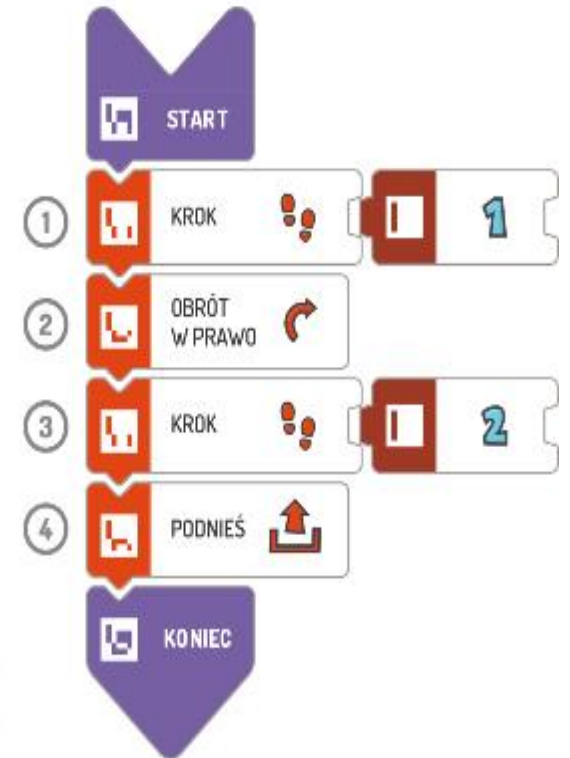 START
1 KROK 1
2 OBRÓT
W PRAWO
3 KROK 2
4 PODNIEŚ
KONIEC